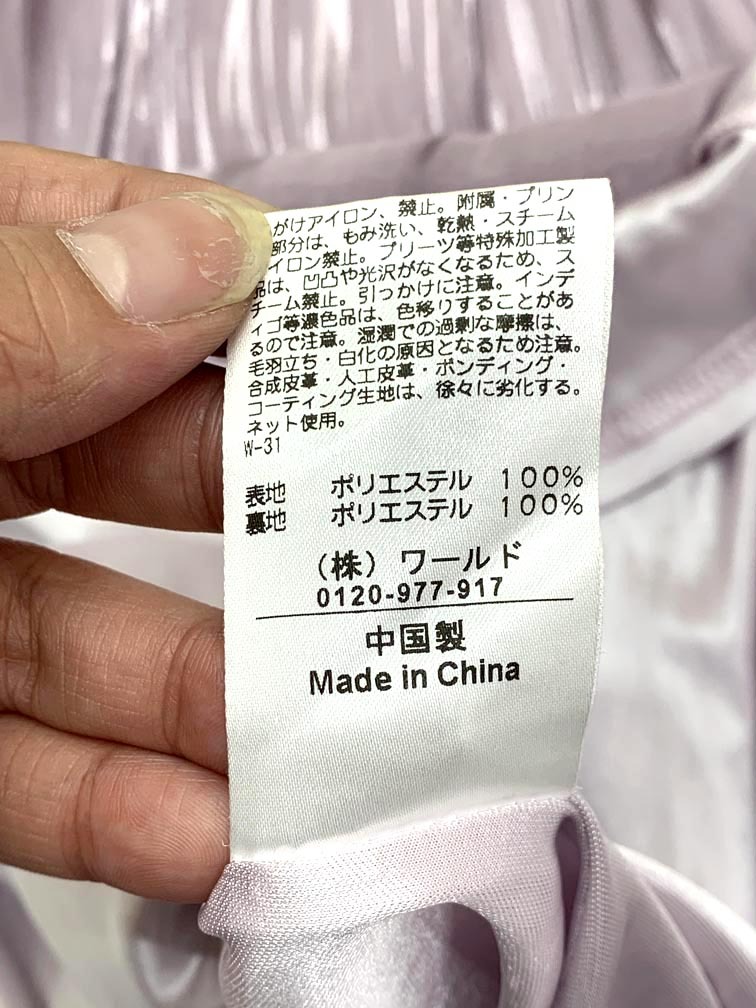 がけアイロン、禁止。附属・プリン
部分は、もみ洗い、乾熱・スチーム
イロン禁止。プリーツ等特殊加工製
品は、凹凸や光沢がなくなるため、ス
チーム禁止。引っかけに注意。インデ
ィゴ等濃色品は、色移りすることがあ
るので注意。湿潤での過剰な摩擦は、
毛羽立ち・白化の原因となるため注意。
合成皮革・人工皮革・ボンディング・
コーティング生地は、徐々に劣化する。
ネット使用。
W-31
表地 ポリエステル 100%
裏地 ポリエステル 100%
（株）ワールド
0120-977-917
中国製
Made in China